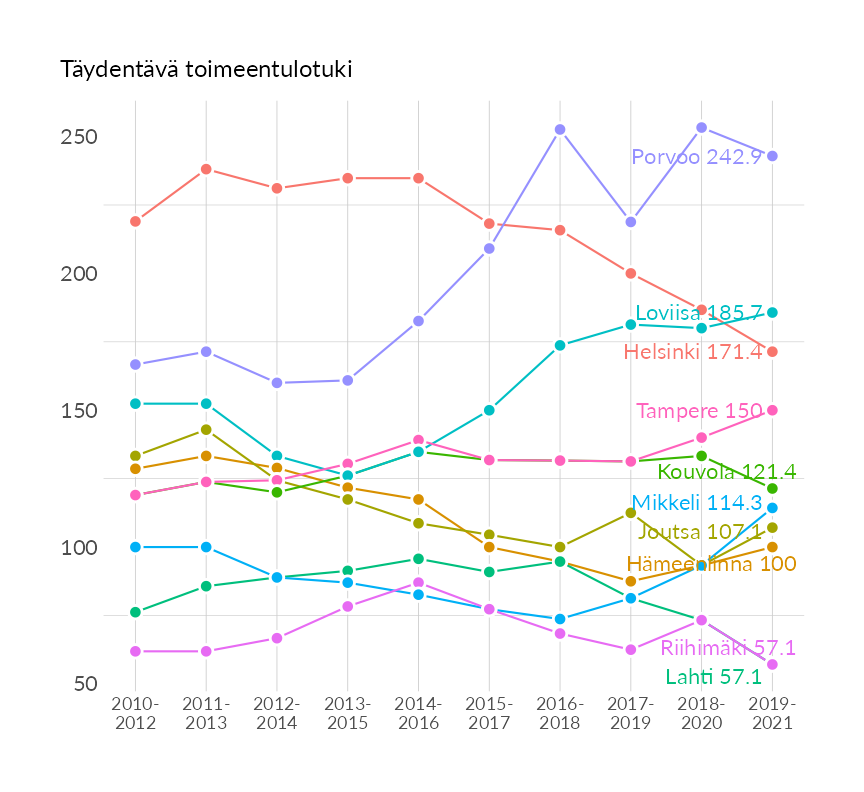 Täydentävä toimeentulotuki
250
Porvoo 242.9
200
Loviisa 185.7
Helsinki 171.4
150
Tampere 150
Kouvola 121.4
Mikkeli 114.3
Joutsa 107.1
100
Hämeenlinna 100
Riihimäki 57.1
Lahti 57.1
50
2010- 2011- 2012- 2013- 2014- 2015- 2016- 2017- 2018- 2019-
2012 2013 2014 2015 2016 2017 2018 2019 2020 2021